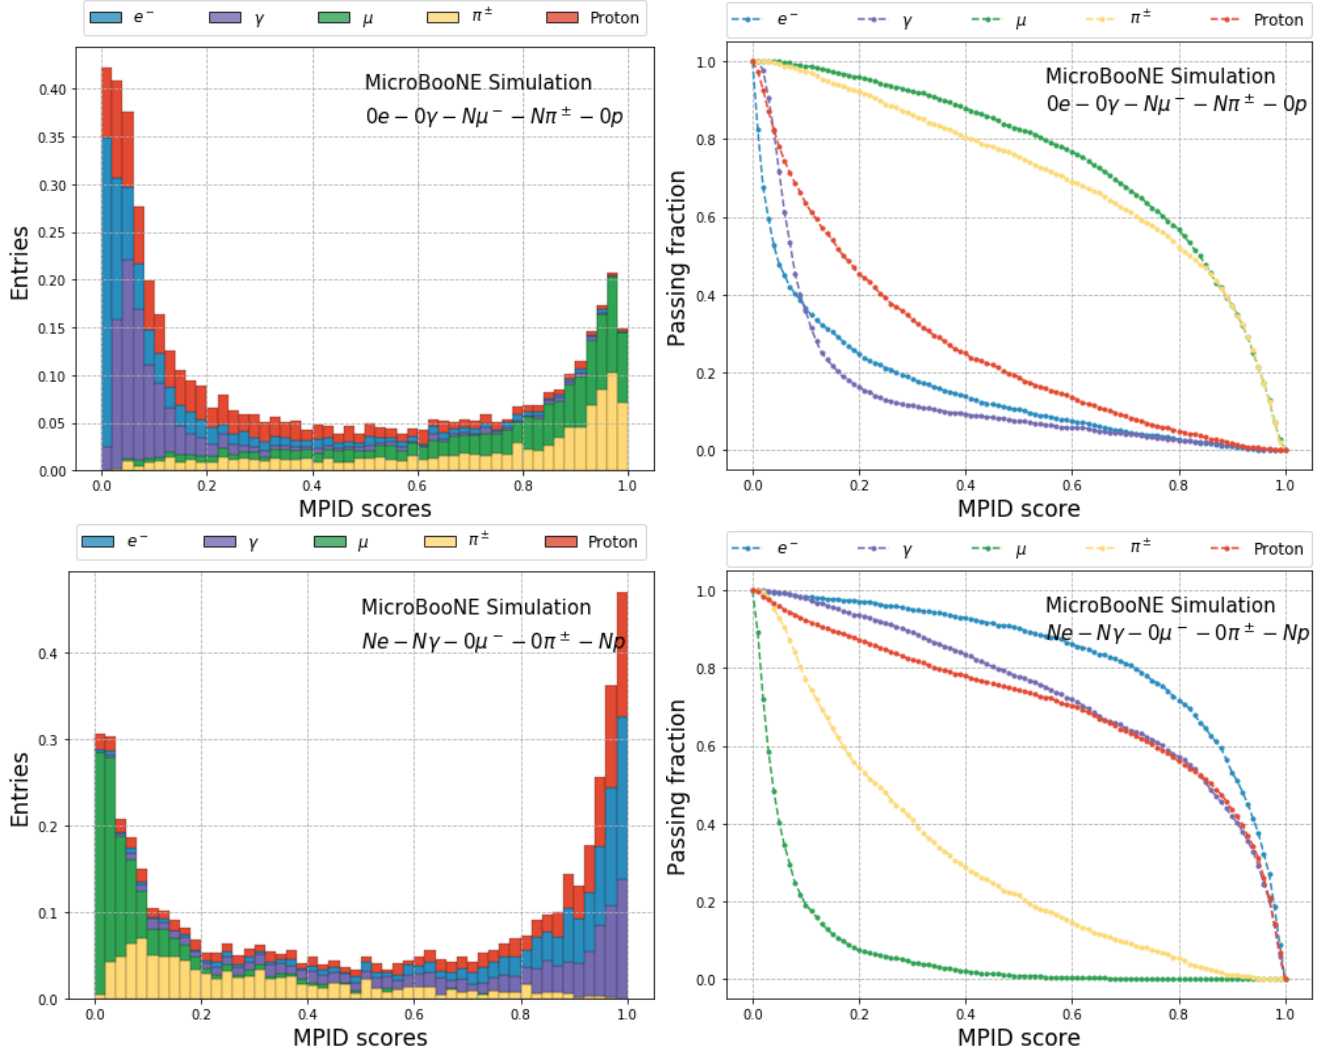 e⁻ γ μ π± Proton
MicroBooNE Simulation
0e − 0γ − Nμ⁻ − Nπ± − 0p
Entries
0.40
0.35
0.30
0.25
0.20
0.15
0.10
0.05
0.00
0.0 0.2 0.4 0.6 0.8 1.0
MPID scores
e⁻ γ μ π± Proton
MicroBooNE Simulation
0e − 0γ − Nμ⁻ − Nπ± − 0p
Passing fraction
1.0
0.8
0.6
0.4
0.2
0.0
0.0 0.2 0.4 0.6 0.8 1.0
MPID score
e⁻ γ μ π± Proton
MicroBooNE Simulation
Ne − Nγ − 0μ⁻ − 0π± − Np
Entries
0.4
0.3
0.2
0.1
0.0
0.0 0.2 0.4 0.6 0.8 1.0
MPID scores
e⁻ γ μ π± Proton
MicroBooNE Simulation
Ne − Nγ − 0μ⁻ − 0π± − Np
Passing fraction
1.0
0.8
0.6
0.4
0.2
0.0
0.0 0.2 0.4 0.6 0.8 1.0
MPID score